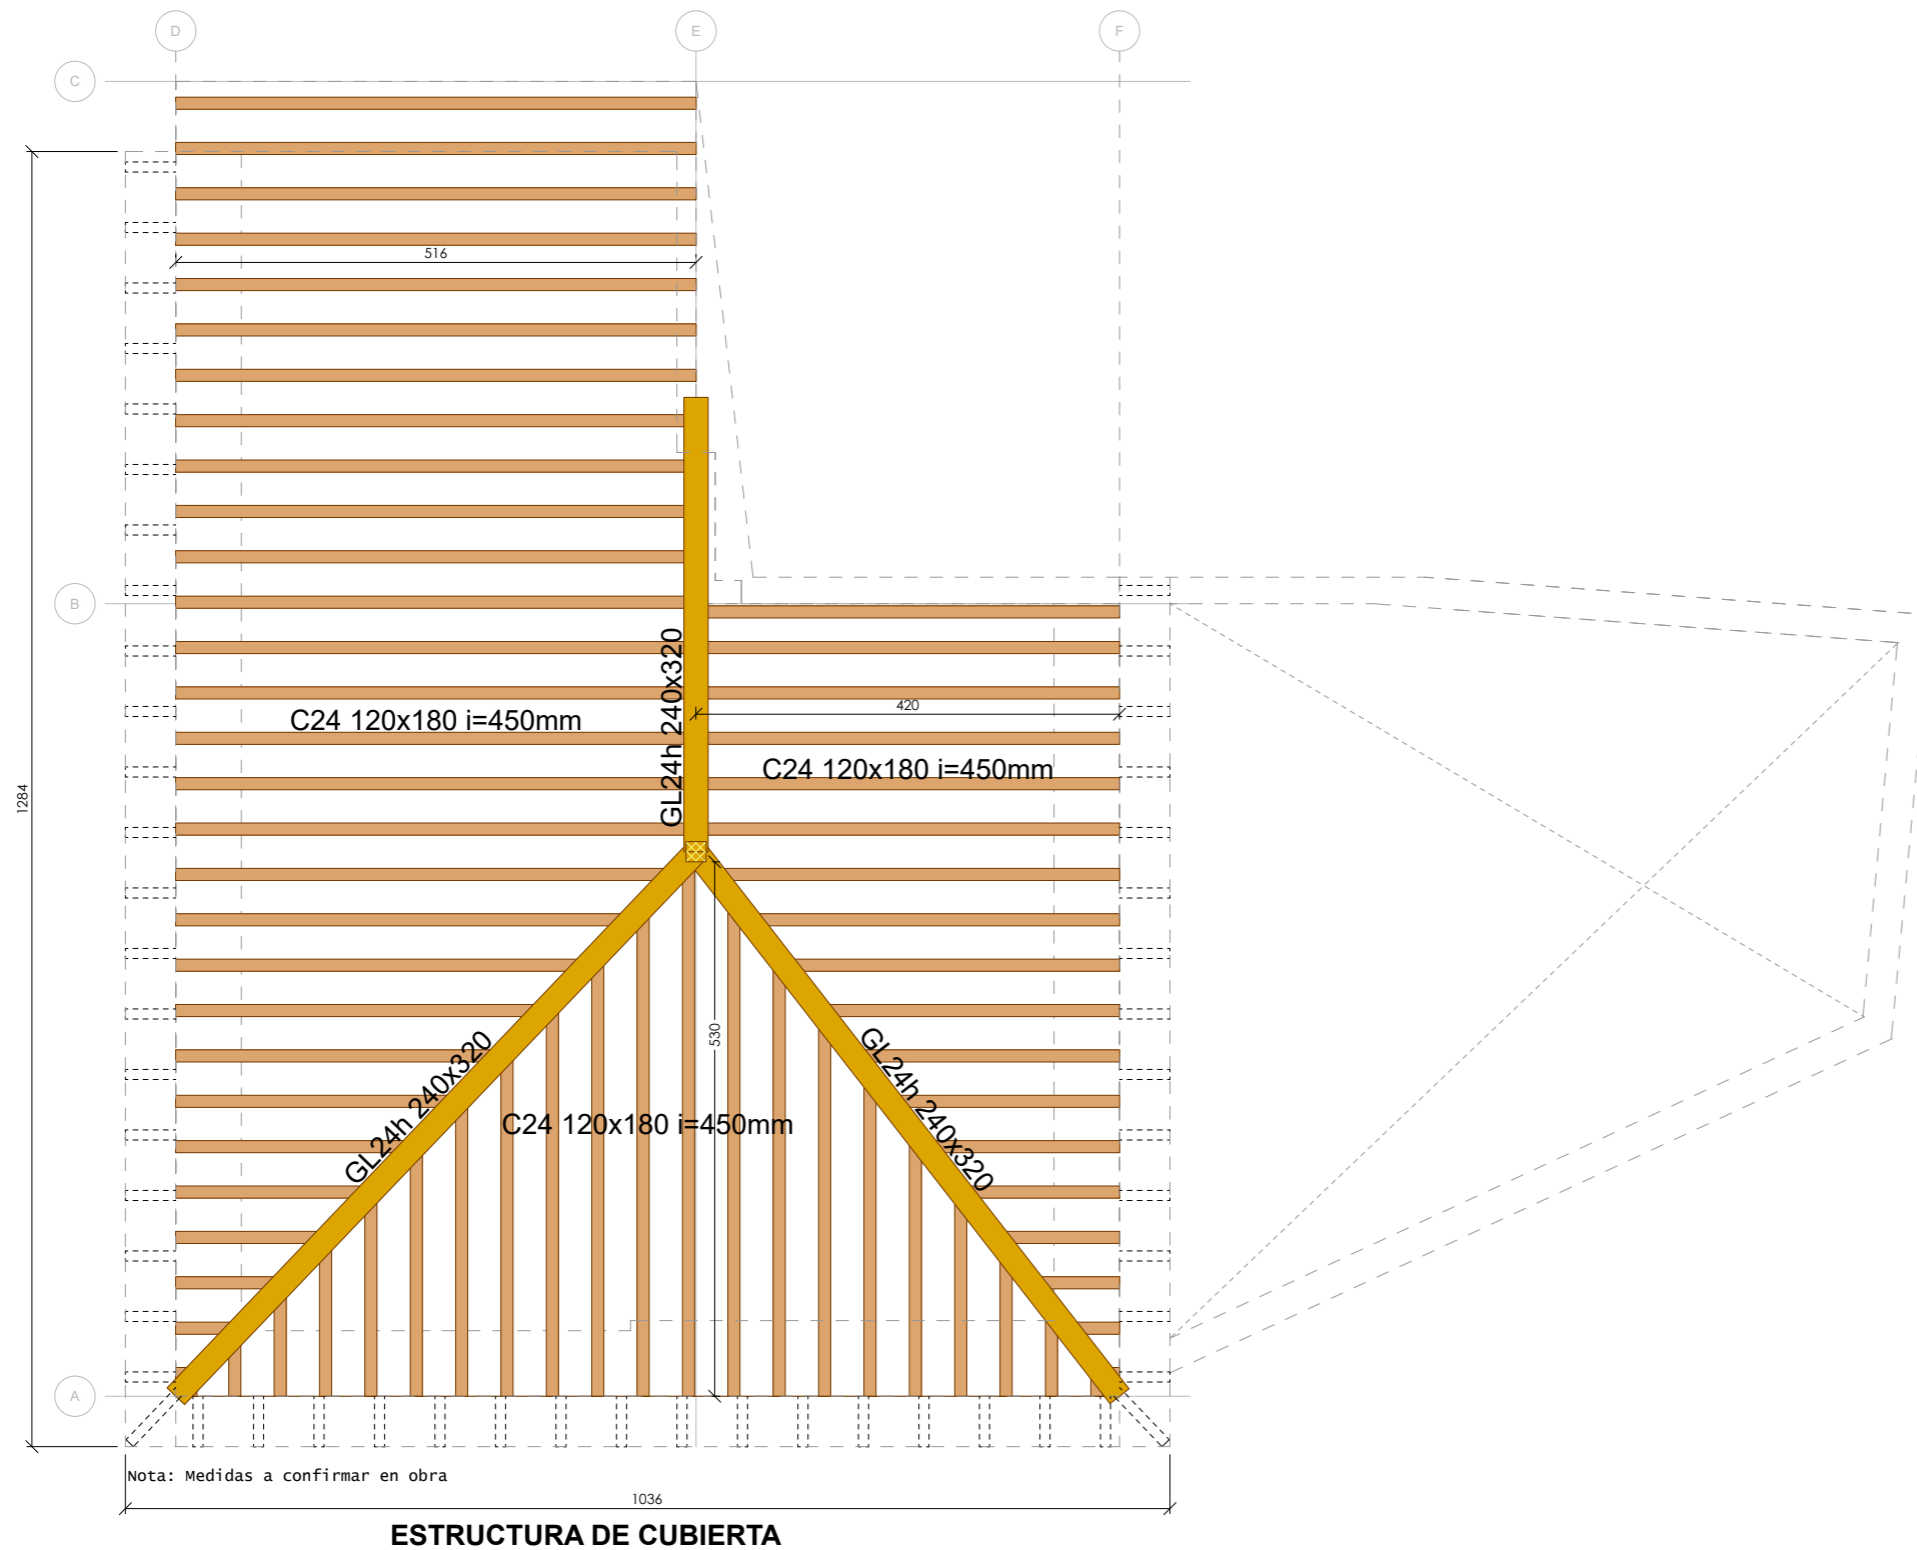 D
E
F
C
516
B
GL24h 240x320
C24 120x180 i=450mm
420
C24 120x180 i=450mm
1284
530
GL24h 240x320
GL24h 240x320
C24 120x180 i=450mm
A
Nota: Medidas a confirmar en obra
1036
ESTRUCTURA DE CUBIERTA